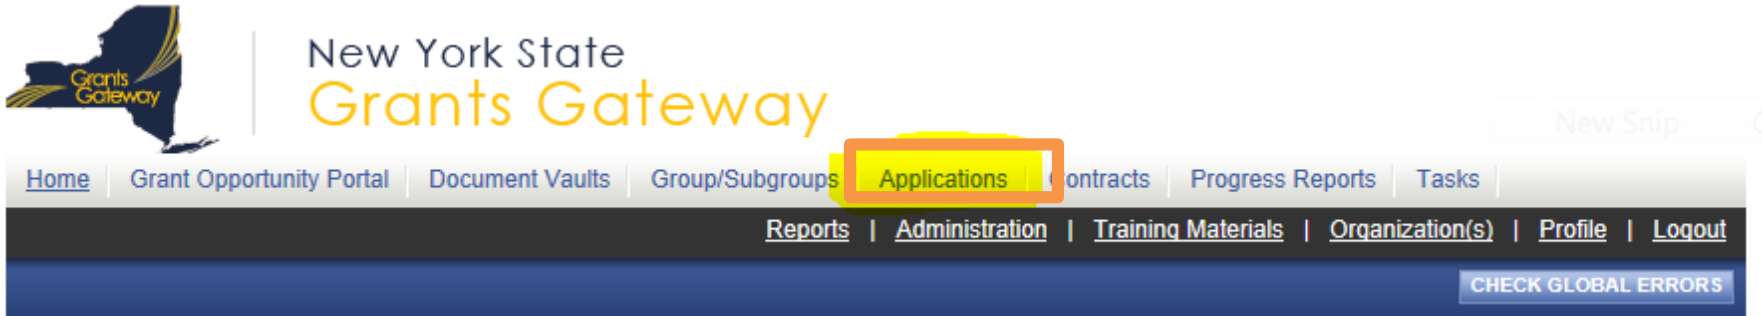 Grants
Gateway
New York State
Grants Gateway
New Snip
Home Grant Opportunity Portal Document Vaults Group/Subgroups Applications Contracts Progress Reports Tasks
Reports | Administration | Training Materials | Organization(s) | Profile | Logout
CHECK GLOBAL ERRORS